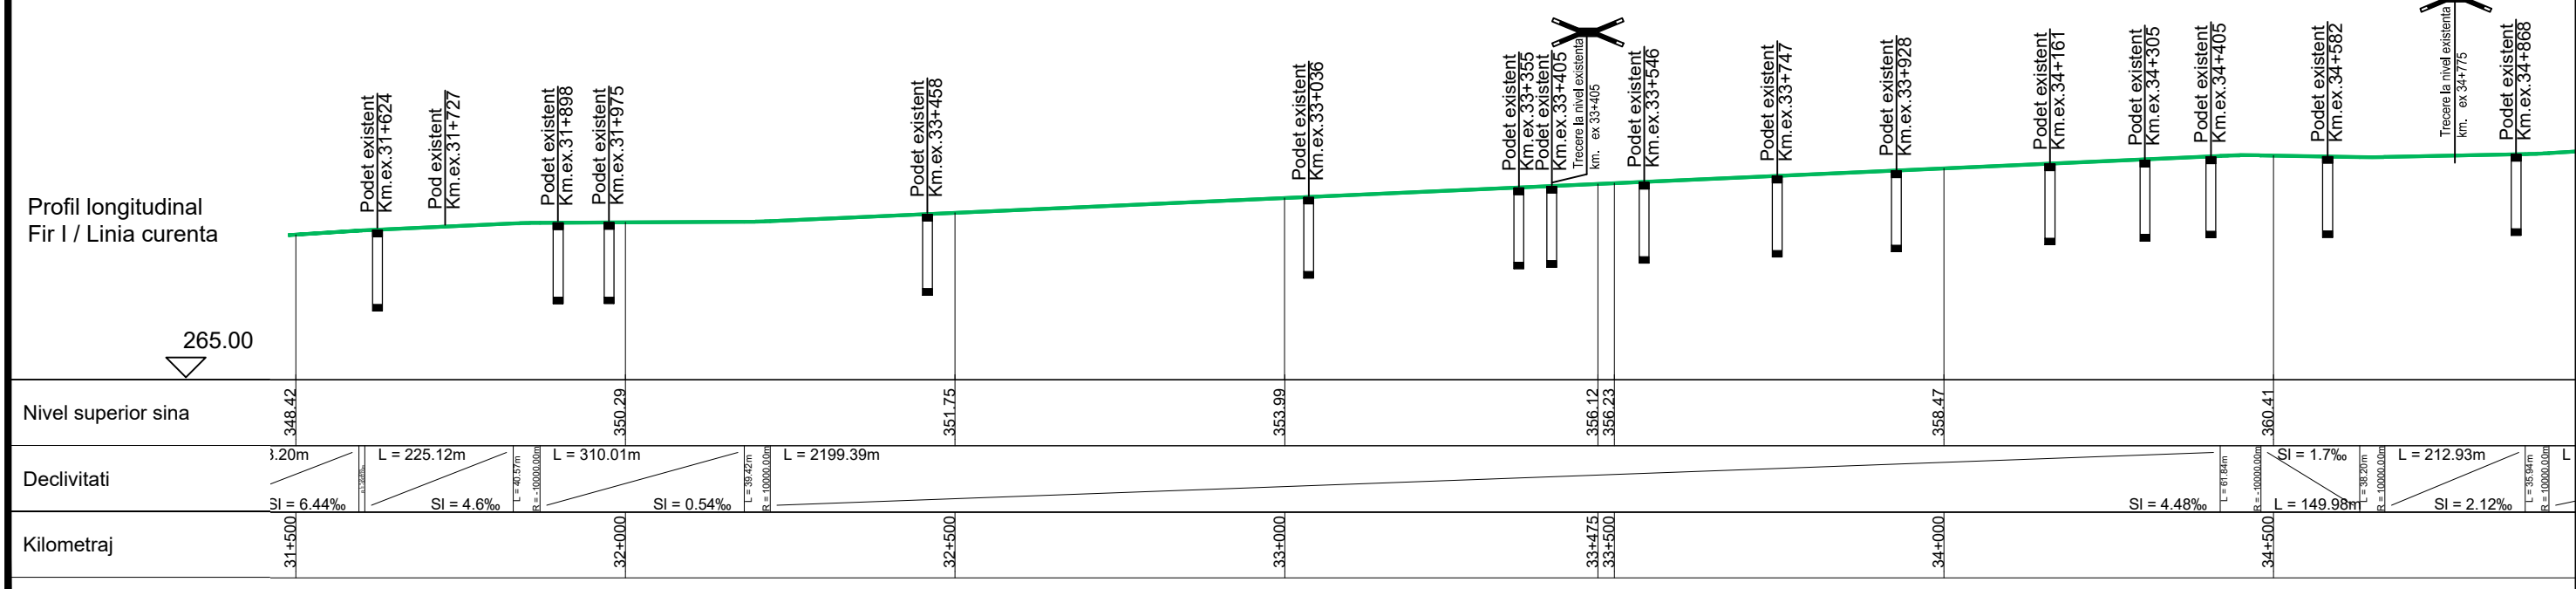 Podet existent
Km.ex.31+624
Pod existent
Km.ex.31+727
Podet existent
Km.ex.31+898
Podet existent
Km.ex.31+975
Podet existent
Km.ex.33+458
Podet existent
Km.ex.33+036
Podet existent
Km.ex.33+355
Podet existent
Km.ex.33+405
Trecere la nivel existenta
km. ex 33+405
Podet existent
Km.ex.33+546
Podet existent
Km.ex.33+747
Podet existent
Km.ex.33+928
Podet existent
Km.ex.34+161
Podet existent
Km.ex.34+305
Podet existent
Km.ex.34+405
Podet existent
Km.ex.34+582
Trecere la nivel existenta
km. ex 34+775
Podet existent
Km.ex.34+868
Profil longitudinal
Fir I / Linia curenta
265.00
Nivel superior sina
348.42
350.29
351.75
353.99
356.12
356.23
358.47
360.41
Declivitati
3.20m
SI = 6.44‰
L = 225.12m
SI = 4.6‰
L = 40.57m
R = -10000.00m
L = 310.01m
SI = 0.54‰
L = 39.42m
R = 10000.00m
L = 2199.39m
SI = 4.48‰
L = 61.84m
R = -10000.00m
SI = 1.7‰
L = 149.98m
L = 38.20m
R = 10000.00m
L = 212.93m
SI = 2.12‰
L = 35.94m
R = 10000.00m
L
Kilometraj
31+500
32+000
32+500
33+000
33+475
33+500
34+000
34+500